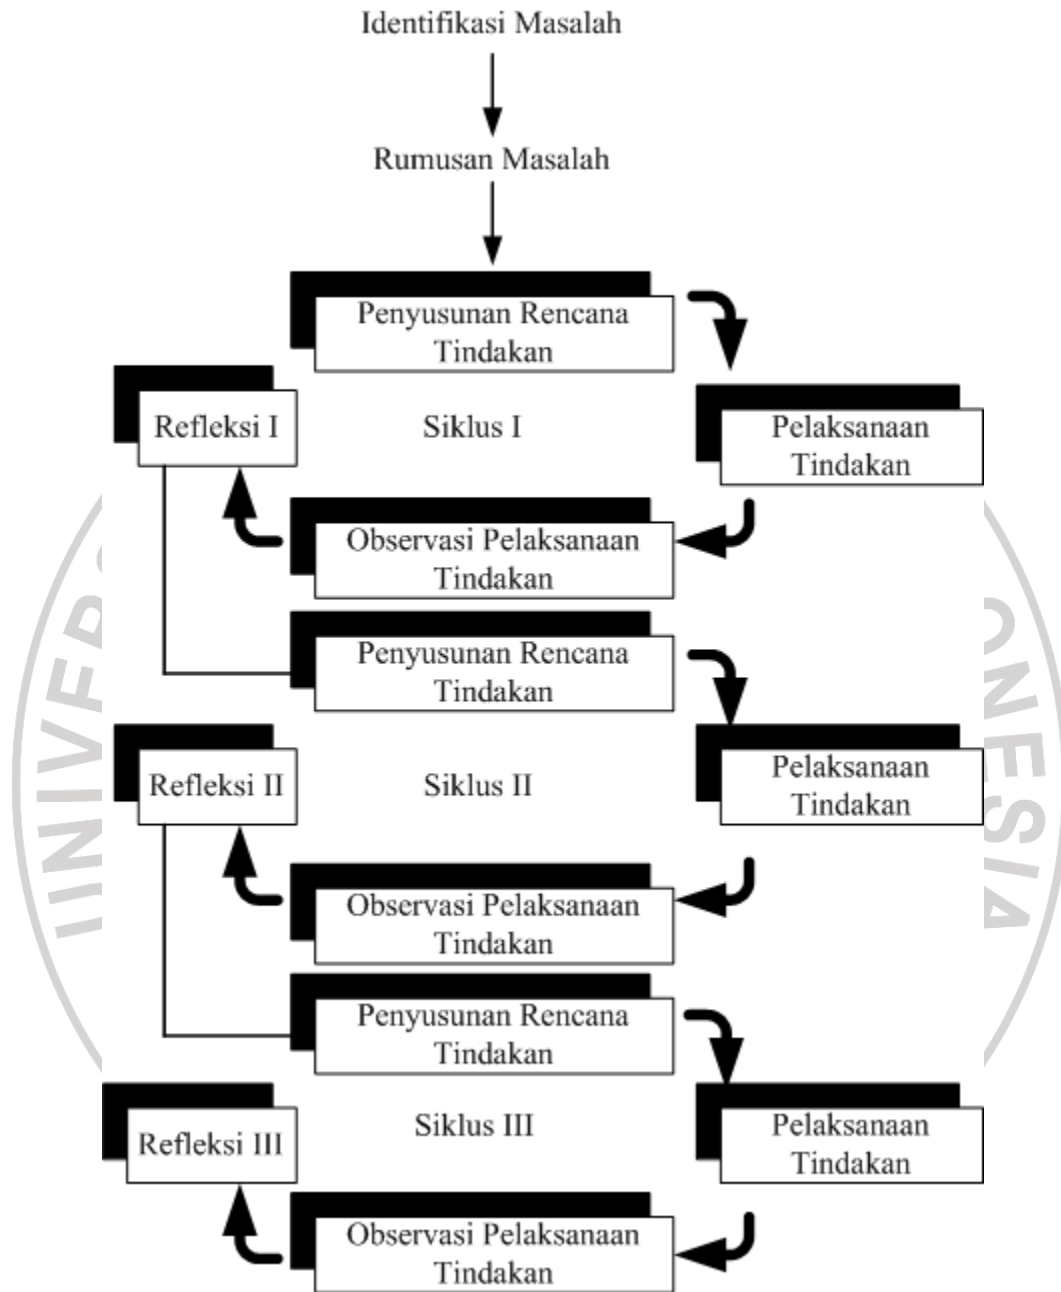 Identifikasi Masalah
Rumusan Masalah
Penyusunan Rencana
Tindakan
Refleksi I
Siklus I
Pelaksanaan
Tindakan
Observasi Pelaksanaan
Tindakan
Penyusunan Rencana
Tindakan
Refleksi II
Siklus II
Pelaksanaan
Tindakan
Observasi Pelaksanaan
Tindakan
Penyusunan Rencana
Tindakan
Refleksi III
Siklus III
Pelaksanaan
Tindakan
Observasi Pelaksanaan
Tindakan